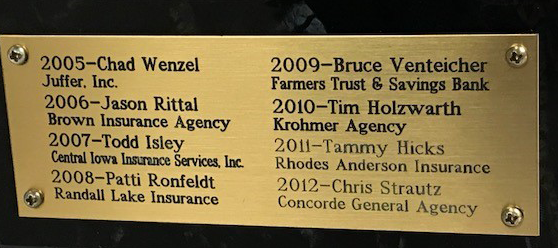 2005-Chad Wenzel
Juffer, Inc.
2006-Jason Rittal
Brown Insurance Agency
2007-Todd Isley
Central Iowa Insurance Services, Inc.
2008-Patti Ronfeldt
Randall Lake Insurance
2009-Bruce Venteicher
Farmers Trust & Savings Bank
2010-Tim Holzwarth
Krohmer Agency
2011-Tammy Hicks
Rhodes Anderson Insurance
2012-Chris Strautz
Concorde General Agency